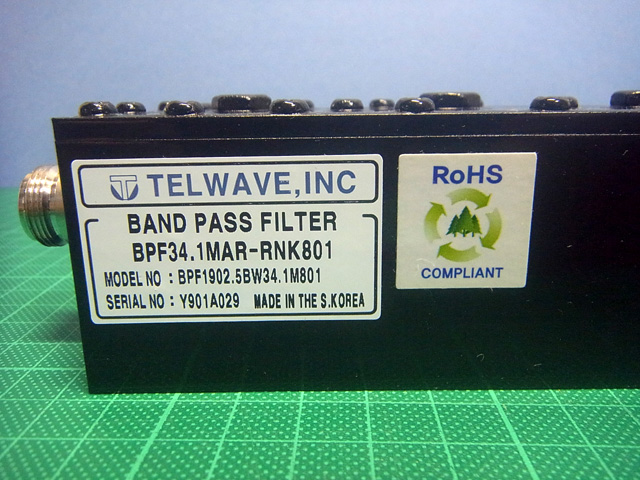 TELWAVE,INC
BAND PASS FILTER
BPF34.1MAR-RNK801
MODEL NO : BPF1902.5BW34.1M801
SERIAL NO : Y901A029 MADE IN THE S.KOREA
RoHS
COMPLIANT